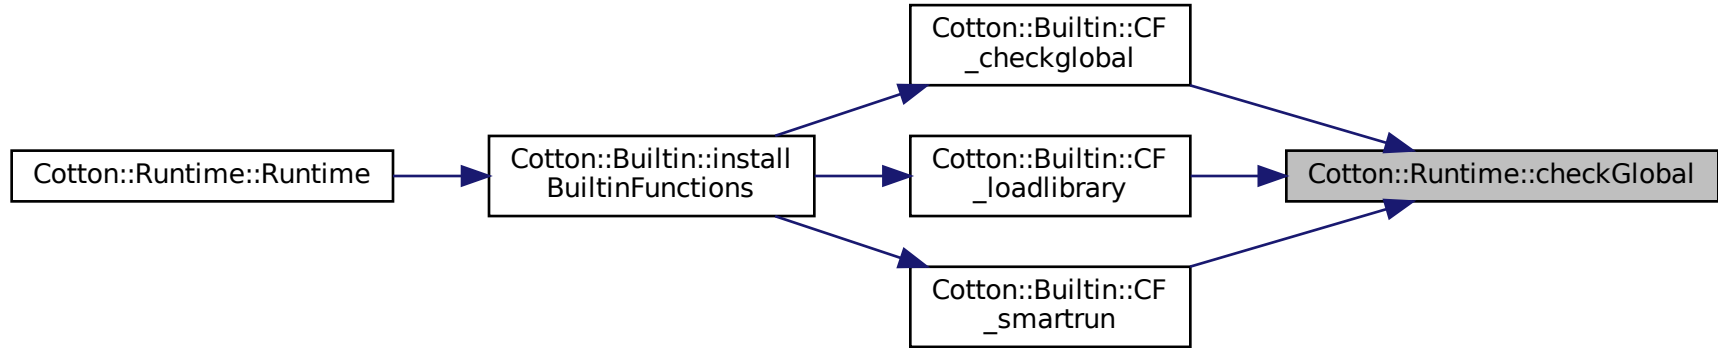 Cotton::Runtime::Runtime
Cotton::Builtin::install
BuiltinFunctions
Cotton::Builtin::CF
_checkglobal
Cotton::Builtin::CF
_loadlibrary
Cotton::Builtin::CF
_smartrun
Cotton::Runtime::checkGlobal